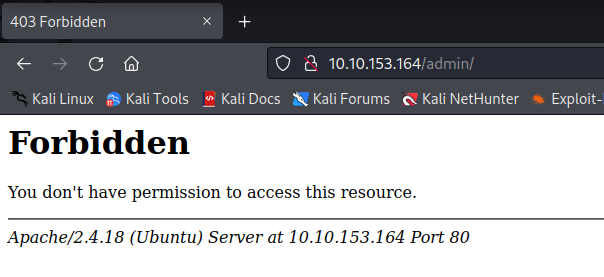 403 Forbidden
10.10.153.164/admin/
Kali Linux Kali Tools Kali Docs Kali Forums Kali NetHunter Exploit-
Forbidden
You don't have permission to access this resource.
Apache/2.4.18 (Ubuntu) Server at 10.10.153.164 Port 80